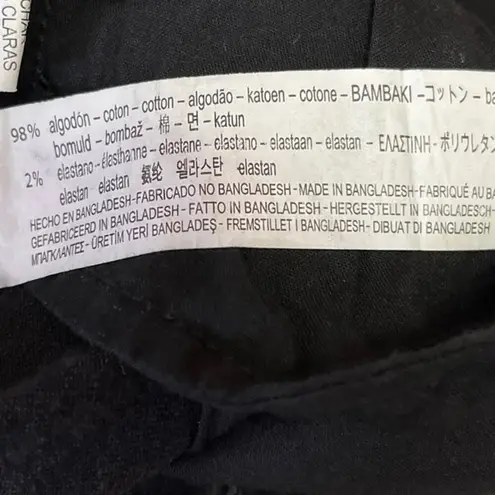 CHAR
CLARAS
98% algodón – coton – cotton – algodão – katoen – cotone – BAMBAKI – コットン – ba
bomuld – bombaž – 棉 – 면 – katun
2% elastano – élesthanne – elastane – elastano – elastaan – elastan – ΕΛΑΣΤΙΝΗ – ポリウレタン
elastan elastan 氨纶 엘라스탄 elastan
HECHO EN BANGLADESH - FABRICADO NO BANGLADESH - MADE IN BANGLADESH - FABRIQUÉ AU BA
GEFABRICEERD IN BANGLADESH - FATTO IN BANGLADESH - HERGESTELLT IN BANGLADESCH -
ΜΠΑΓΚΛΑΝΤΕΣ - ÜRETİM YERİ BANGLADEŞ - FREMSTILLET I BANGLADESH - DIBUAT DI BANGLADESH